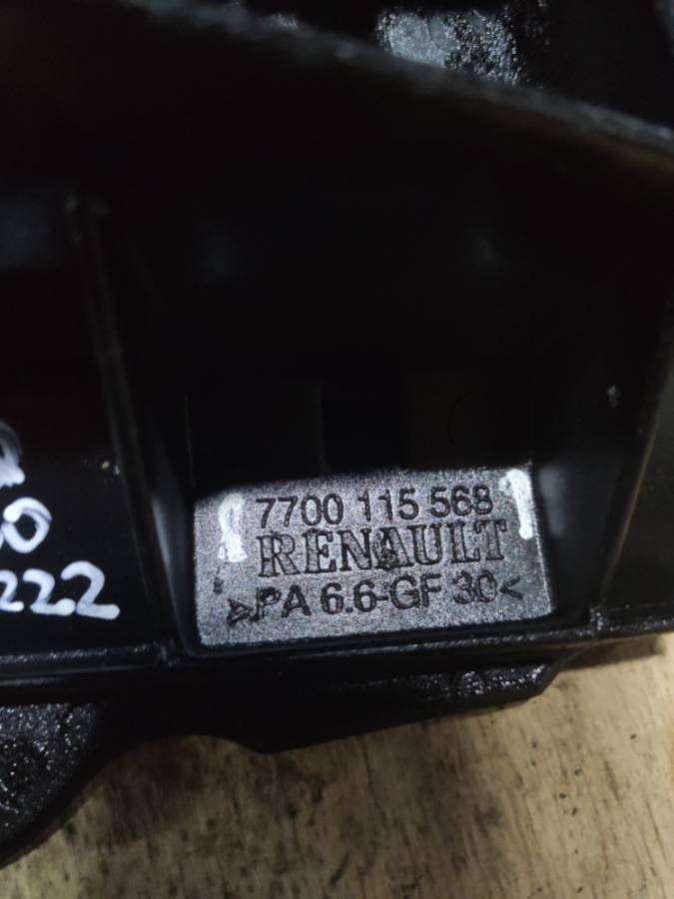 7700 115 568
RENAULT
>PA 6.6-GF 30<
222